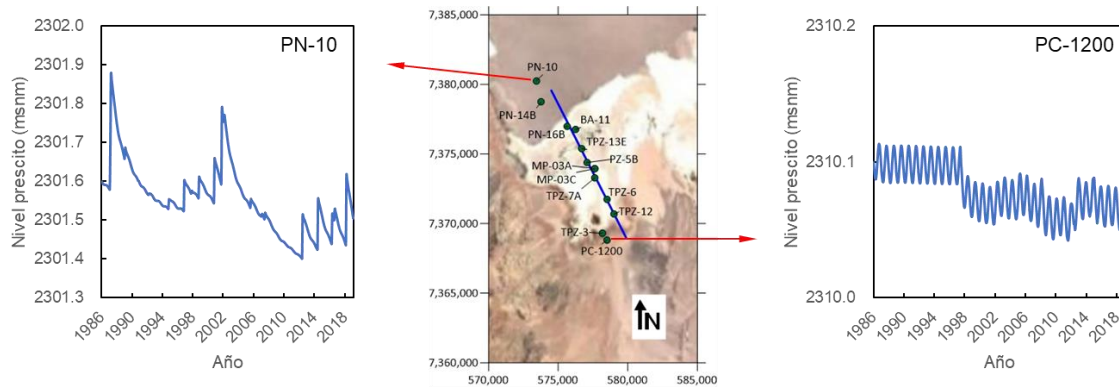 PN-10
Nivel prescito (msnm)
2302.0
2301.9
2301.8
2301.7
2301.6
2301.5
2301.4
2301.3
1986
1990
1994
1998
2002
2006
2010
2014
2018
Año
7,385,000
7,380,000
7,375,000
7,370,000
7,365,000
7,360,000
PN-10
PN-14B
BA-11
PN-16B
TPZ-13E
PZ-5B
MP-03A
MP-03C
TPZ-7A
TPZ-6
TPZ-12
TPZ-3
PC-1200
N
570,000
575,000
580,000
585,000
PC-1200
Nivel prescito (msnm)
2310.2
2310.1
2310.0
1986
1990
1994
1998
2002
2006
2010
2014
2018
Año